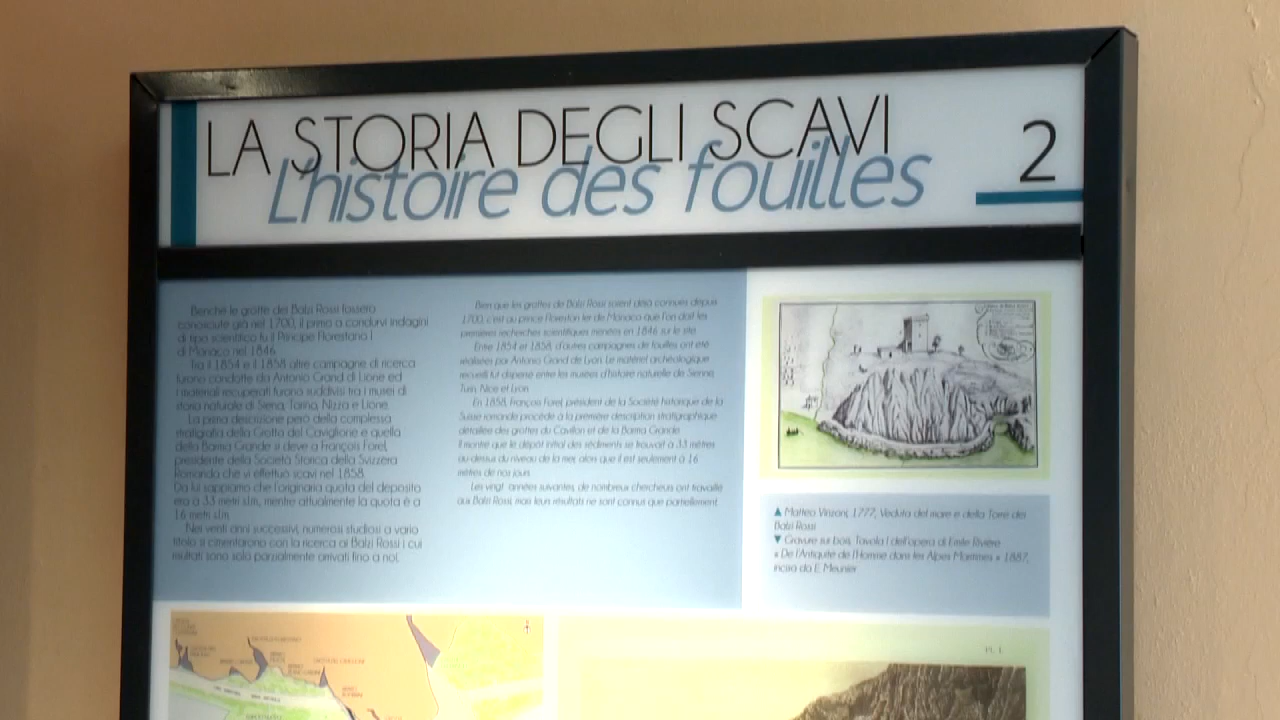 LA STORIA DEGLI SCAVI
L'histoire des fouilles
2
Benché le grotte dei Balzi Rossi fossero
conosciute già nel 1700, il primo a condurvi indagini
di tipo scientifico fu il Principe Florestano I
di Monaco nel 1846.
Tra il 1854 e il 1858 altre campagne di ricerca
furono condotte da Antonio Grand di Lione ed
i materiali recuperati furono suddivisi tra i musei di
storia naturale di Siena, Torino, Nizza e Lione.
La prima descrizione però della complessa
stratigrafia della Grotta del Caviglione e quella
della Barma Grande si deve a François Forel,
presidente della Società Storica della Svizzera
Romanda che vi effettuò scavi nel 1858.
Da lui sappiamo che l'originaria quota del deposito
era a 33 metri s.l.m., mentre attualmente la quota è a
16 metri s.l.m.
Nei venti anni successivi, numerosi studiosi a vario
titolo si cimentarono con la ricerca ai Balzi Rossi i cui
risultati sono solo parzialmente arrivati fino a noi.
Bien que les grottes de Balzi Rossi soient déjà connues depuis
1700, c'est au prince Florestan Ier de Monaco que l'on doit les
premières recherches scientifiques menées en 1846 sur le site.
Entre 1854 et 1858, d'autres campagnes de fouilles ont été
réalisées par Antonio Grand de Lyon. Le matériel archéologique
recueilli fut dispersé entre les musées d'histoire naturelle de Sienne,
Turin, Nice et Lyon.
En 1858, François Forel, président de la Société historique de la
Suisse romande procède à la première description stratigraphique
détaillée des grottes du Cavillon et de la Barma Grande.
Il montre que le dépôt initial des sédiments se trouvait à 33 mètres
au-dessus du niveau de la mer, alors que il est seulement à 16
mètres de nos jours.
Les vingt années suivantes, de nombreux chercheurs ont travaillé
aux Balzi Rossi, mais leurs résultats ne sont connus que partiellement.
▲ Matteo Vinzoni, 1777, Veduta del mare e della Torre dei
Balzi Rossi
▼ Gravure sur bois, Tavola I dell'opera di Emile Rivière
« De l'Antiquité de l'Homme dans les Alpes Maritimes » 1887,
incisa da E. Meunier